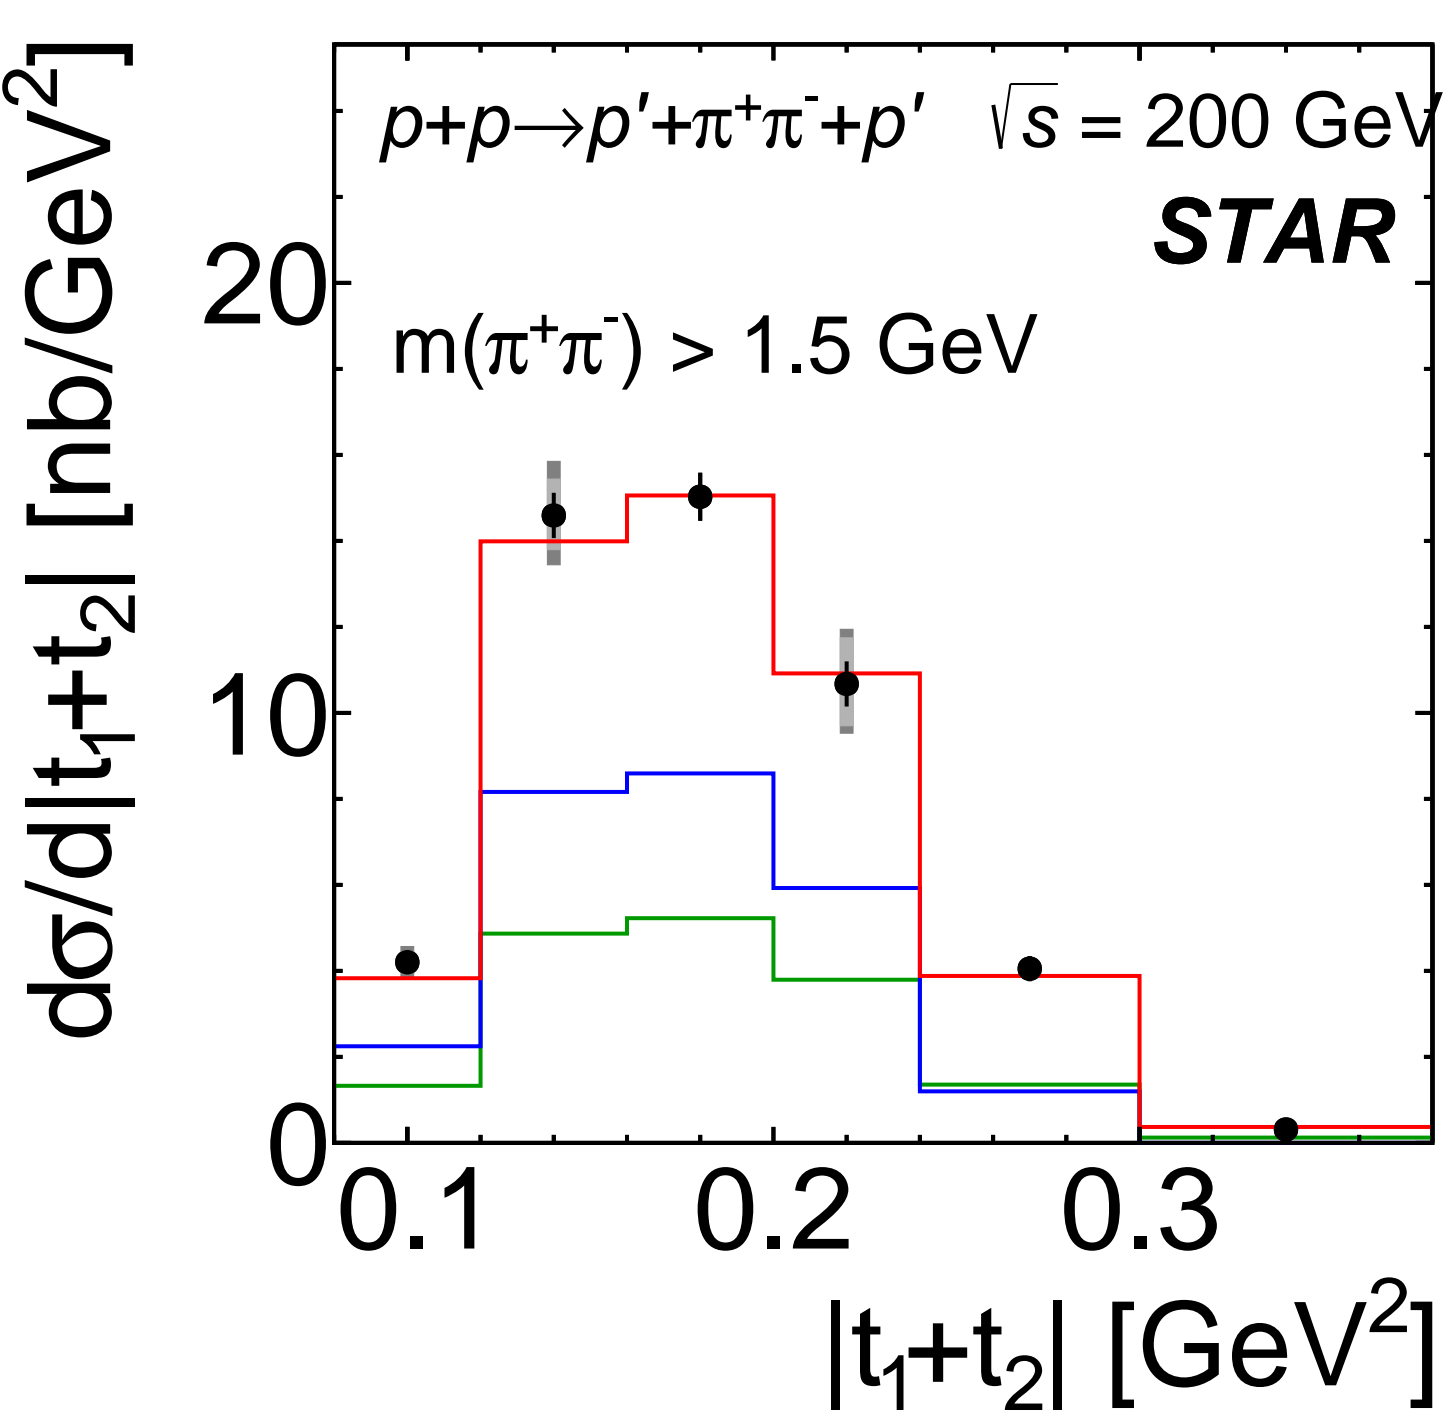 dσ/d|t₁+t₂| [nb/GeV²]
p+p→p′+π⁺π⁻+p′ √s = 200 GeV
STAR
20
m(π⁺π⁻) > 1.5 GeV
10
0
0.1 0.2 0.3
|t₁+t₂| [GeV²]